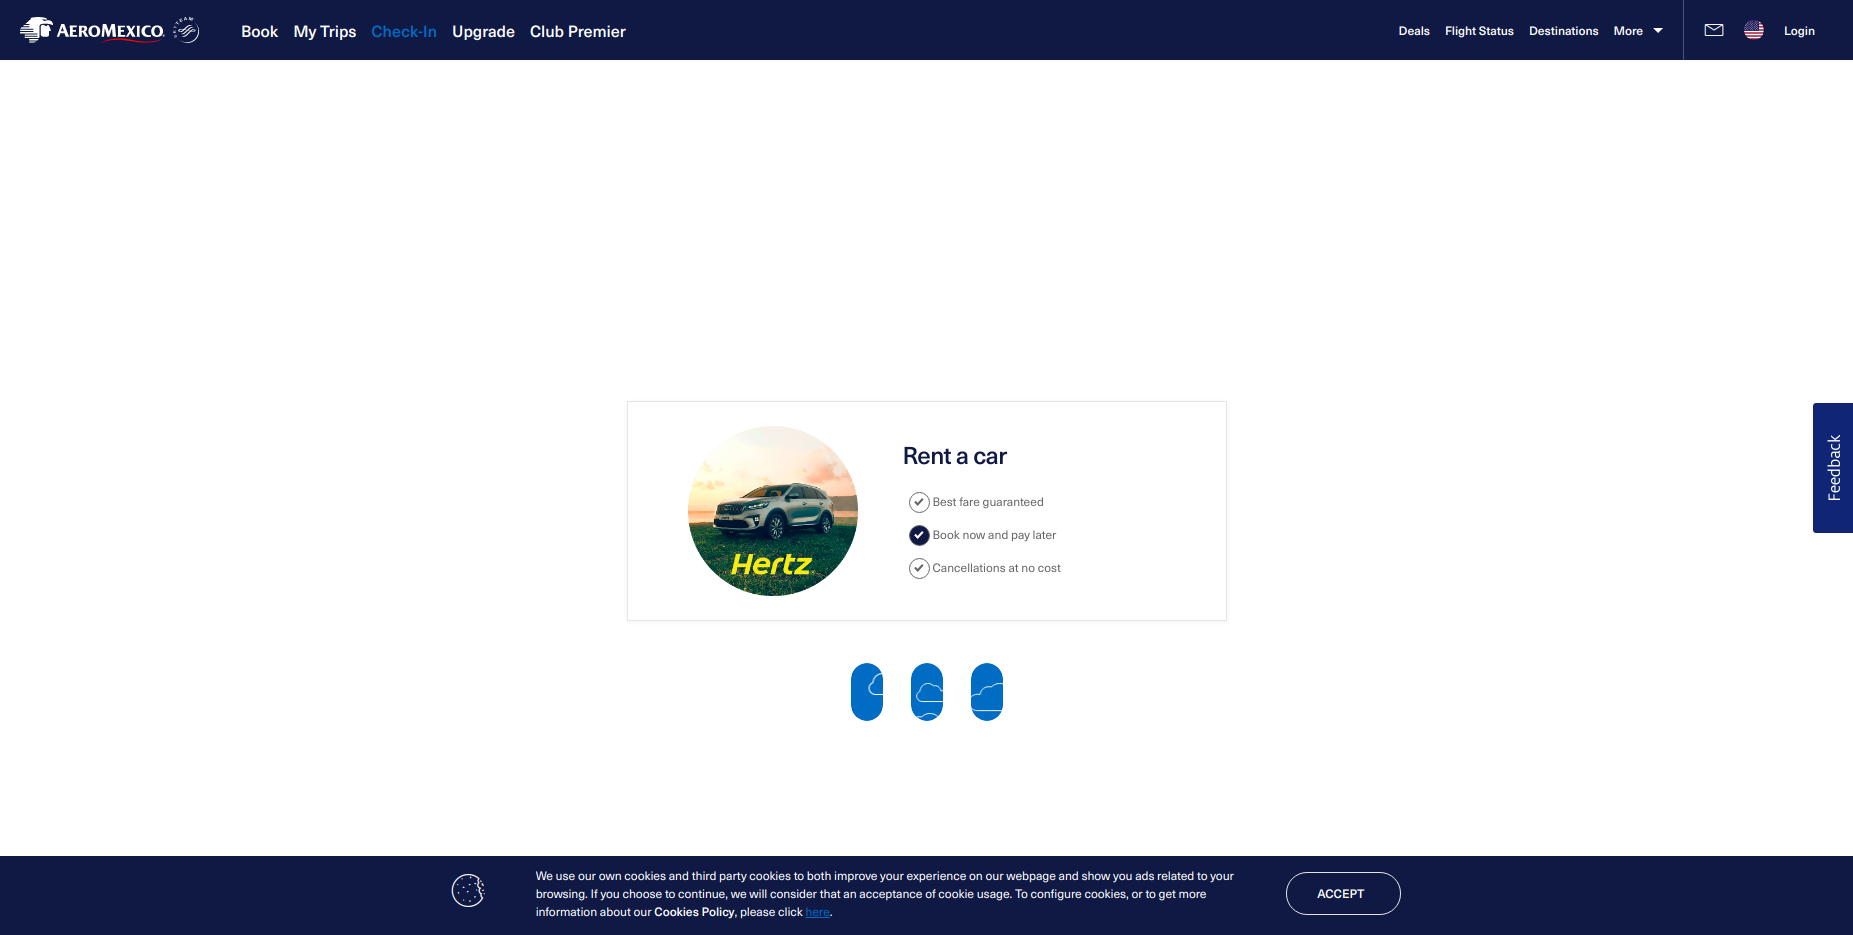 AEROMEXICO. SKYTEAM
Book My Trips Check-In Upgrade Club Premier
Deals Flight Status Destinations More Login
Feedback
Hertz
Rent a car
Best fare guaranteed
Book now and pay later
Cancellations at no cost
We use our own cookies and third party cookies to both improve your experience on our webpage and show you ads related to your
browsing. If you choose to continue, we will consider that an acceptance of cookie usage. To configure cookies, or to get more
information about our Cookies Policy, please click here.
ACCEPT